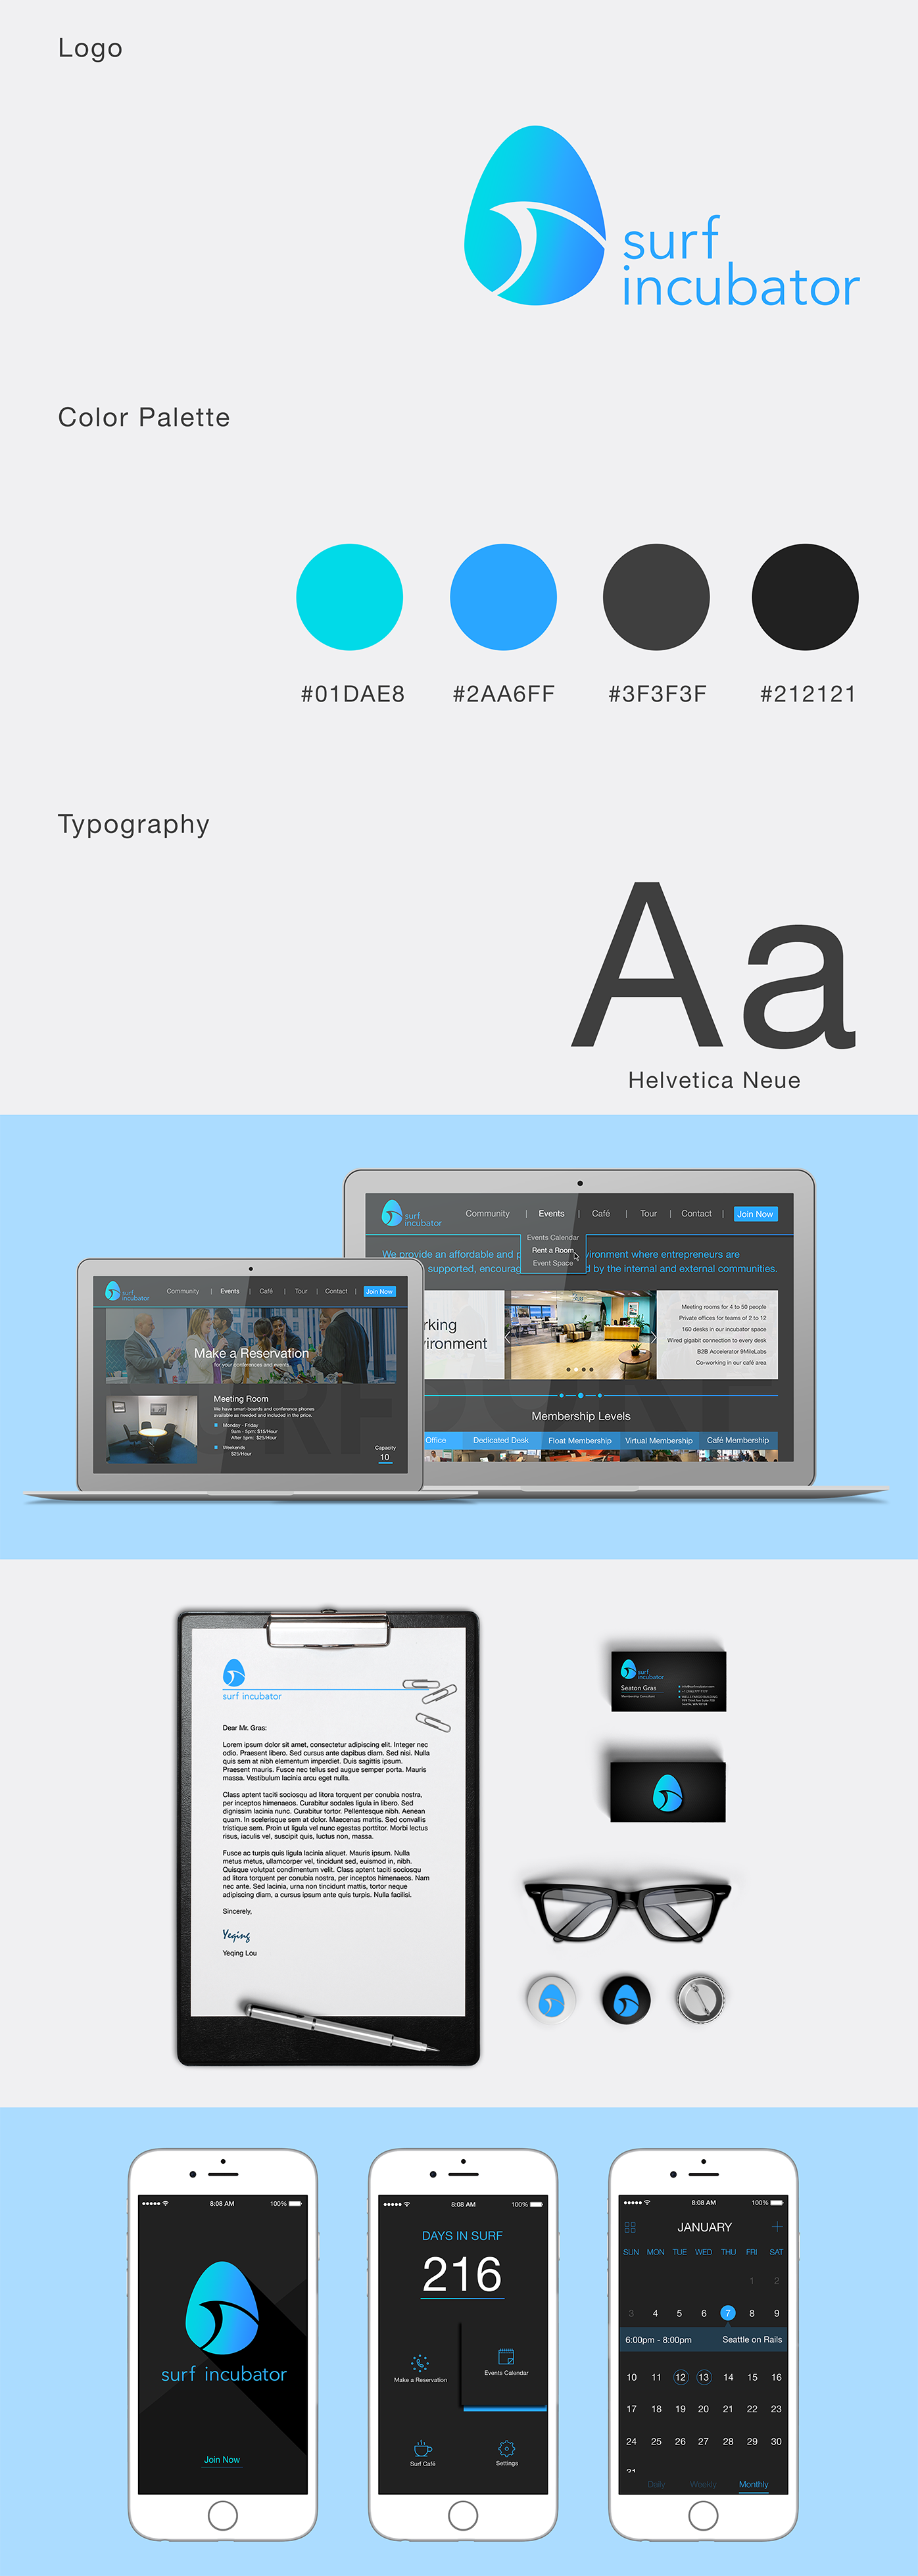 Logo
surf
incubator
Color Palette
#01DAE8
#2AA6FF
#3F3F3F
#212121
Typography
Aa
Helvetica Neue
surf
incubator
Community | Events | Café | Tour | Contact | Join Now
Events Calendar
Rent a Room
Event Space
We provide an affordable and p
vironment where entrepreneurs are
supported, encourag
d by the internal and external communities.
rking
vironment
Meeting rooms for 4 to 50 people
Private offices for teams of 2 to 12
160 desks in our incubator space
Wired gigabit connection to every desk
B2B Accelerator 9MileLabs
Co-working in our café area
Membership Levels
Office
Dedicated Desk
Float Membership
Virtual Membership
Café Membership
surf
incubator
Community | Events | Café | Tour | Contact | Join Now
Make a Reservation
for your conferences and events
Meeting Room
We have smart-boards and conference phones
available as needed and included in the price.
Monday - Friday
9am - 5pm: $15/Hour
After 5pm: $25/Hour
Weekends
$25/Hour
Capacity
10
surf incubator
Dear Mr. Gras:
Lorem ipsum dolor sit amet, consectetur adipiscing elit. Integer nec
odio. Praesent libero. Sed cursus ante dapibus diam. Sed nisi. Nulla
quis sem at nibh elementum imperdiet. Duis sagittis ipsum.
Praesent mauris. Fusce nec tellus sed augue semper porta. Mauris
massa. Vestibulum lacinia arcu eget nulla.
Class aptent taciti sociosqu ad litora torquent per conubia nostra,
per inceptos himenaeos. Curabitur sodales ligula in libero. Sed
dignissim lacinia nunc. Curabitur tortor. Pellentesque nibh. Aenean
quam. In scelerisque sem at dolor. Maecenas mattis. Sed convallis
tristique sem. Proin ut ligula vel nunc egestas porttitor. Morbi lectus
risus, iaculis vel, suscipit quis, luctus non, massa.
Fusce ac turpis quis ligula lacinia aliquet. Mauris ipsum. Nulla
metus metus, ullamcorper vel, tincidunt sed, euismod in, nibh.
Quisque volutpat condimentum velit. Class aptent taciti sociosqu
ad litora torquent per conubia nostra, per inceptos himenaeos. Nam
nec ante. Sed lacinia, urna non tincidunt mattis, tortor neque
adipiscing diam, a cursus ipsum ante quis turpis. Nulla facilisi.
Sincerely,
Yeqing
Yeqing Lou
surf
incubator
Seaton Gras
Membership Consultant
8:08 AM
100%
surf incubator
Join Now
8:08 AM
100%
DAYS IN SURF
216
Make a Reservation
Events Calendar
Surf Café
Settings
8:08 AM
100%
JANUARY
SUN MON TUE WED THU FRI SAT
1 2
3 4 5 6 7 8 9
6:00pm - 8:00pm Seattle on Rails
10 11 12 13 14 15 16
17 18 19 20 21 22 23
24 25 26 27 28 29 30
31
Daily Weekly Monthly